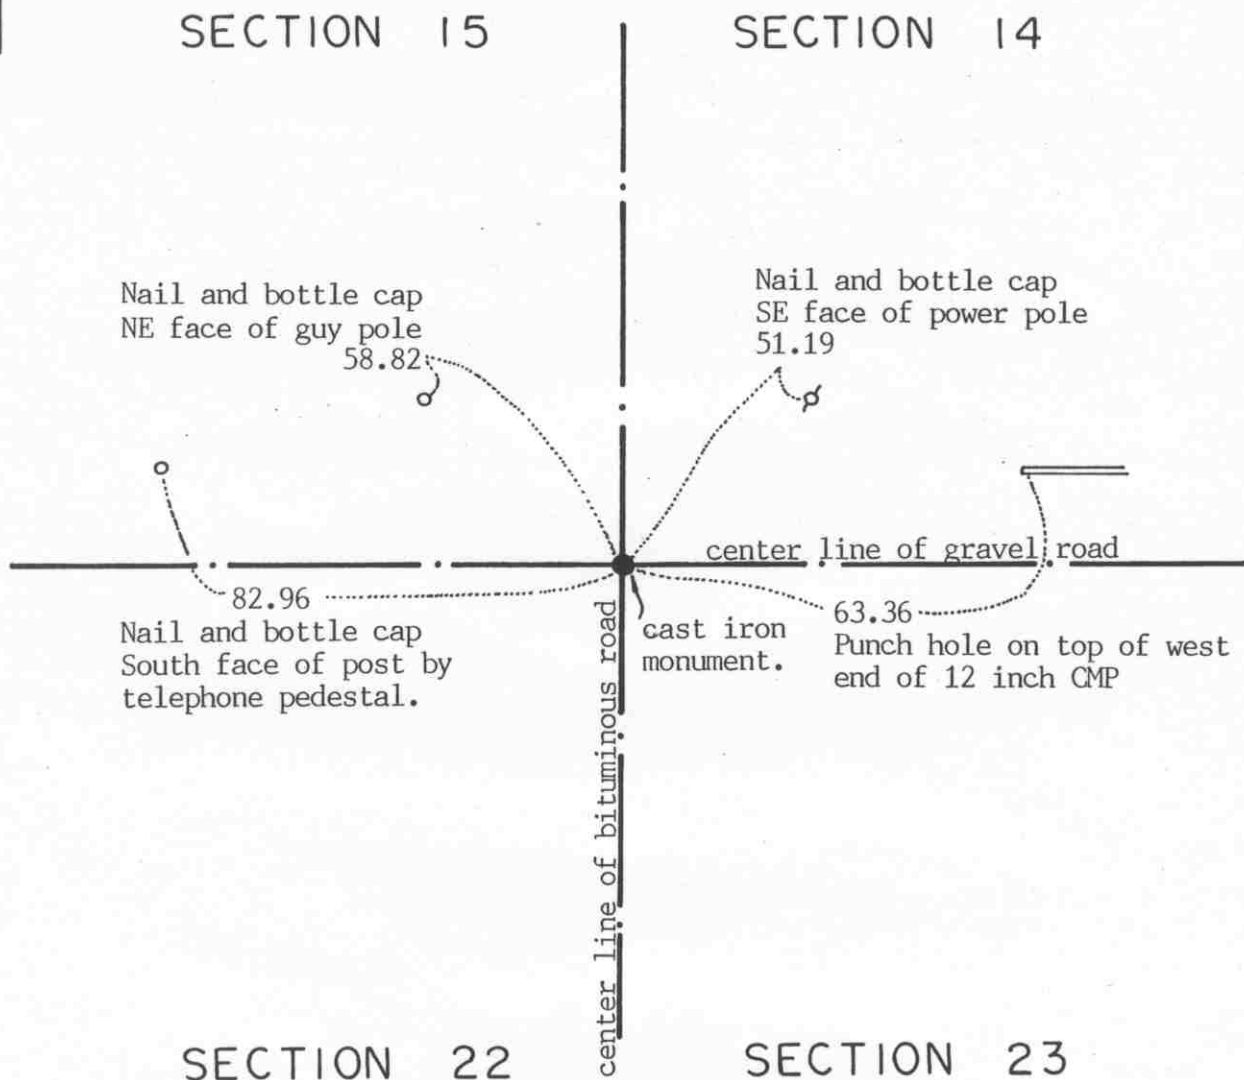 SECTION 15
SECTION 14
Nail and bottle cap
NE face of guy pole
58.82
Nail and bottle cap
SE face of power pole
51.19
center line of gravel road
82.96
Nail and bottle cap
South face of post by
telephone pedestal.
cast iron
monument.
63.36
Punch hole on top of west
end of 12 inch CMP
center line of bituminous road
SECTION 22
SECTION 23